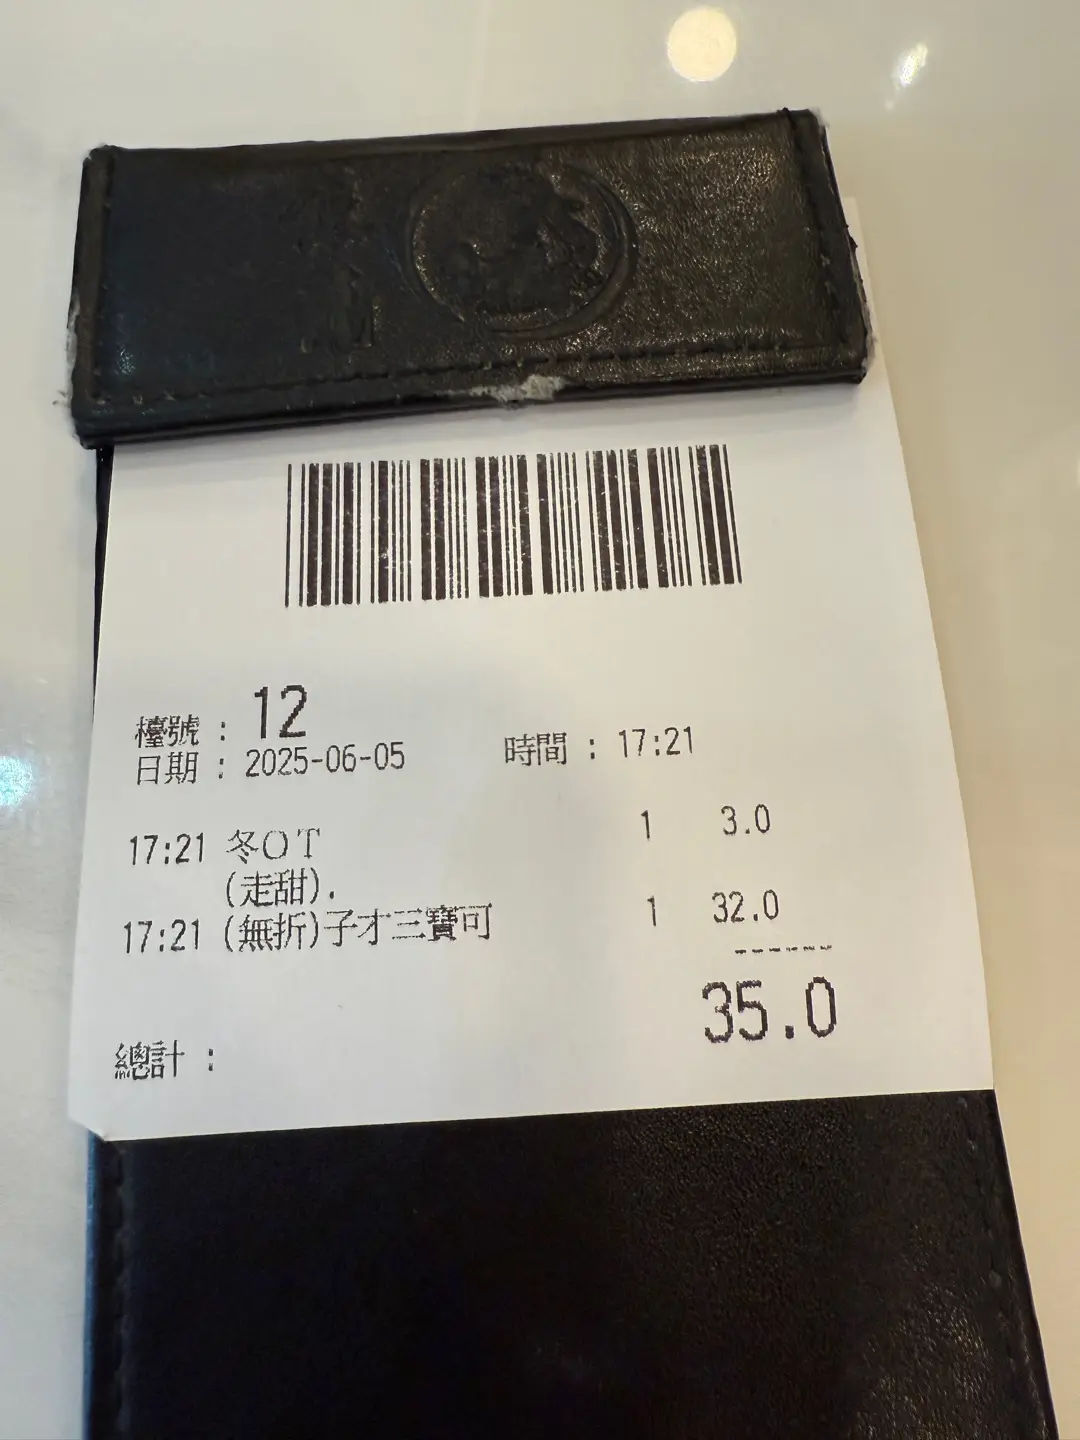 檯號 : 12
日期 : 2025-06-05 時間 : 17:21
17:21 冬OT 1 3.0
(走甜).
17:21 (無折)子才三寶可 1 32.0
------
35.0
總計 :